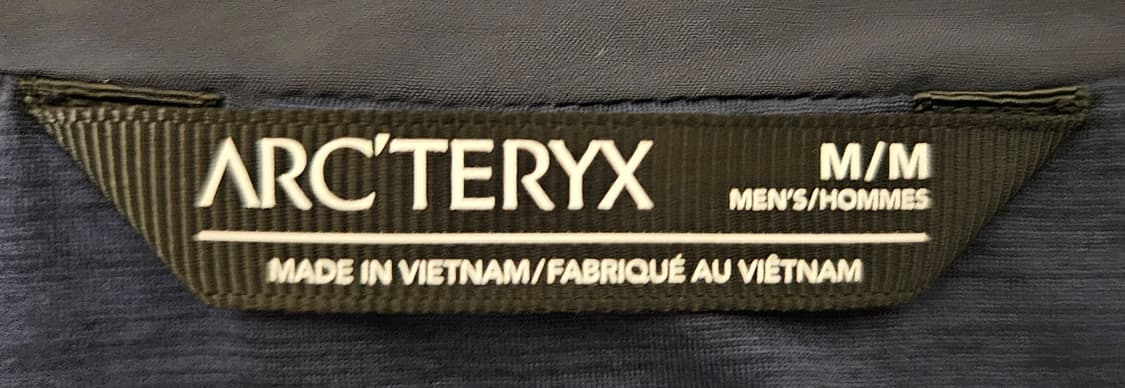 ARC'TERYX
M/M
MEN'S/HOMMES
MADE IN VIETNAM/FABRIQUÉ AU VIÊTNAM